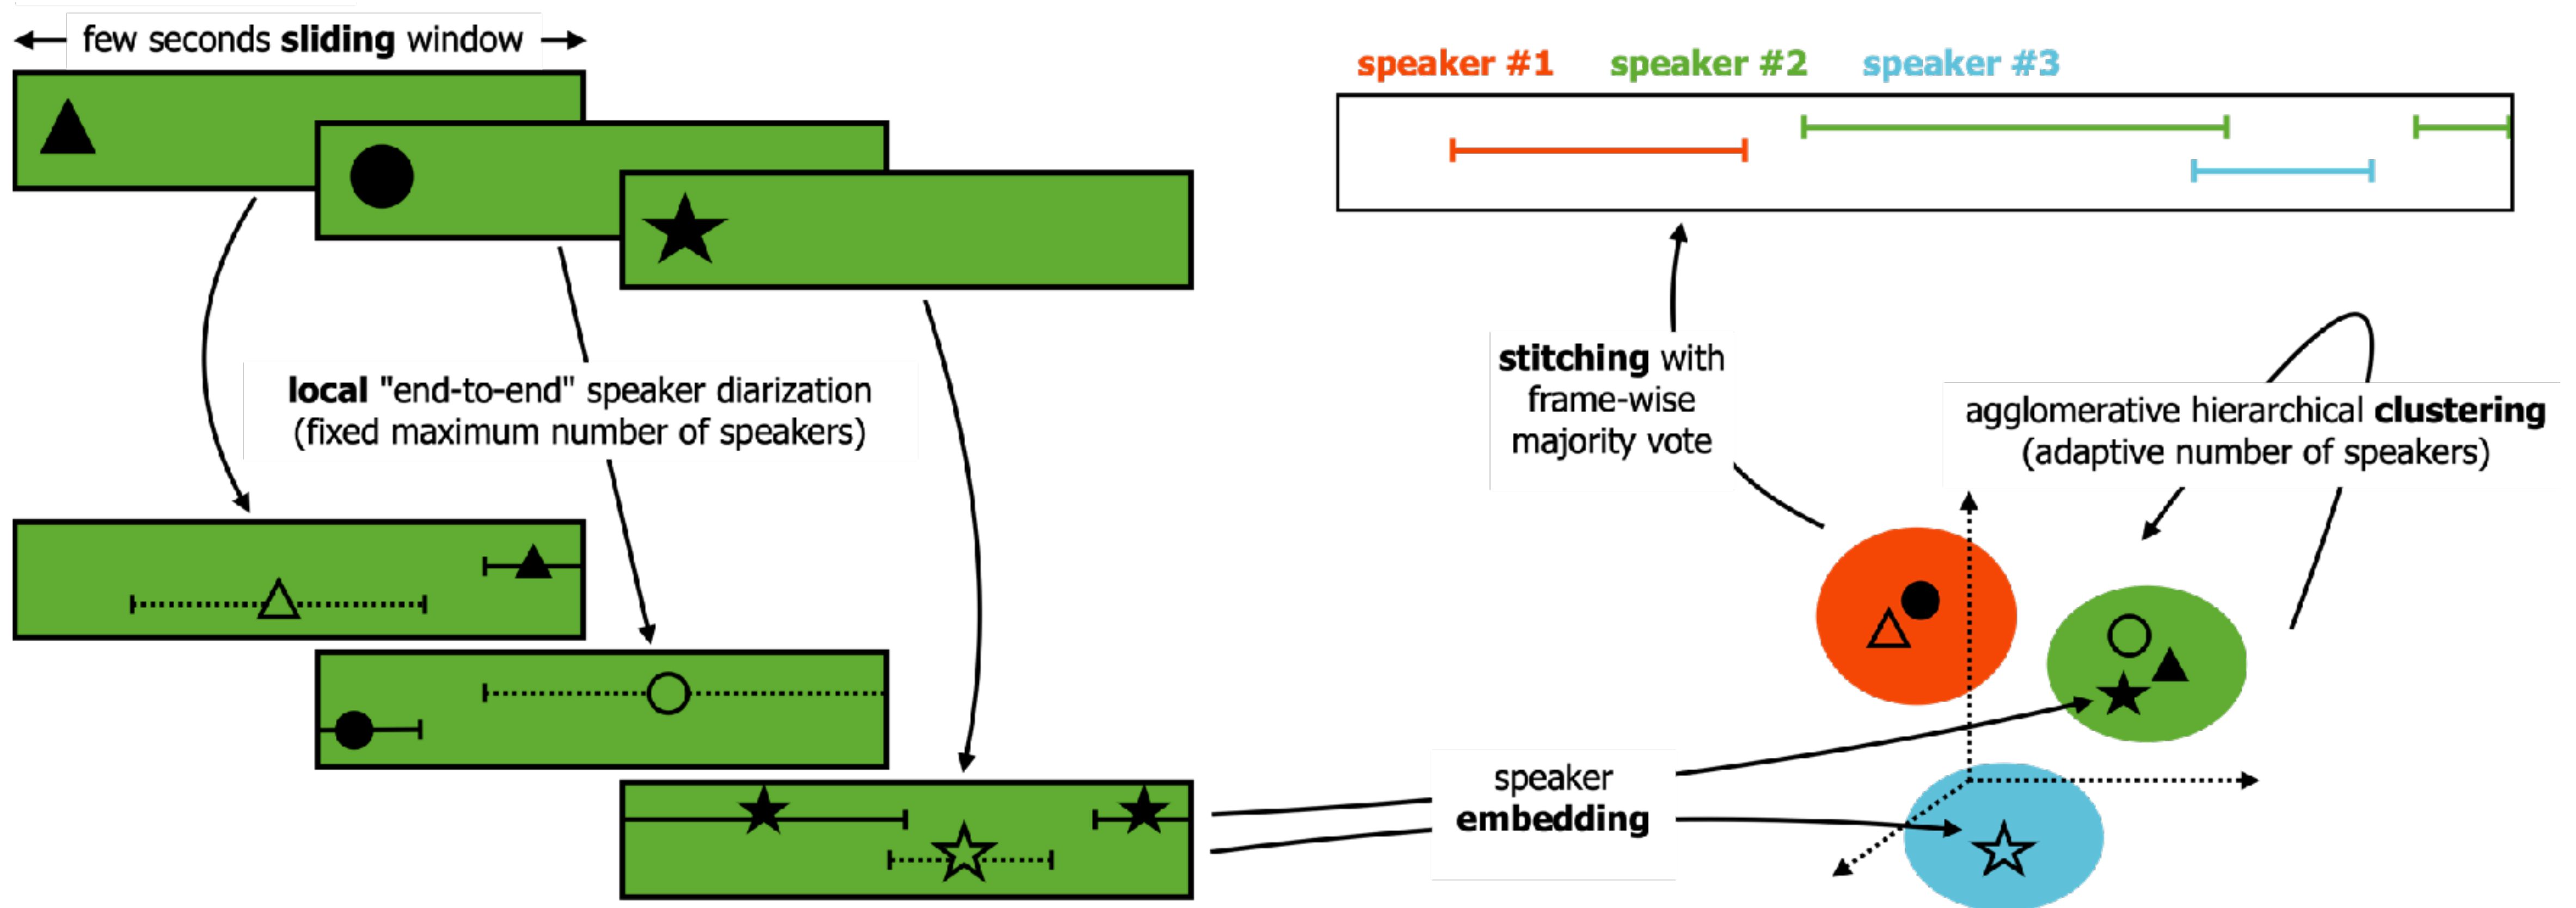 few seconds sliding window
speaker #1 speaker #2 speaker #3
local "end-to-end" speaker diarization
(fixed maximum number of speakers)
stitching with
frame-wise
majority vote
agglomerative hierarchical clustering
(adaptive number of speakers)
speaker
embedding